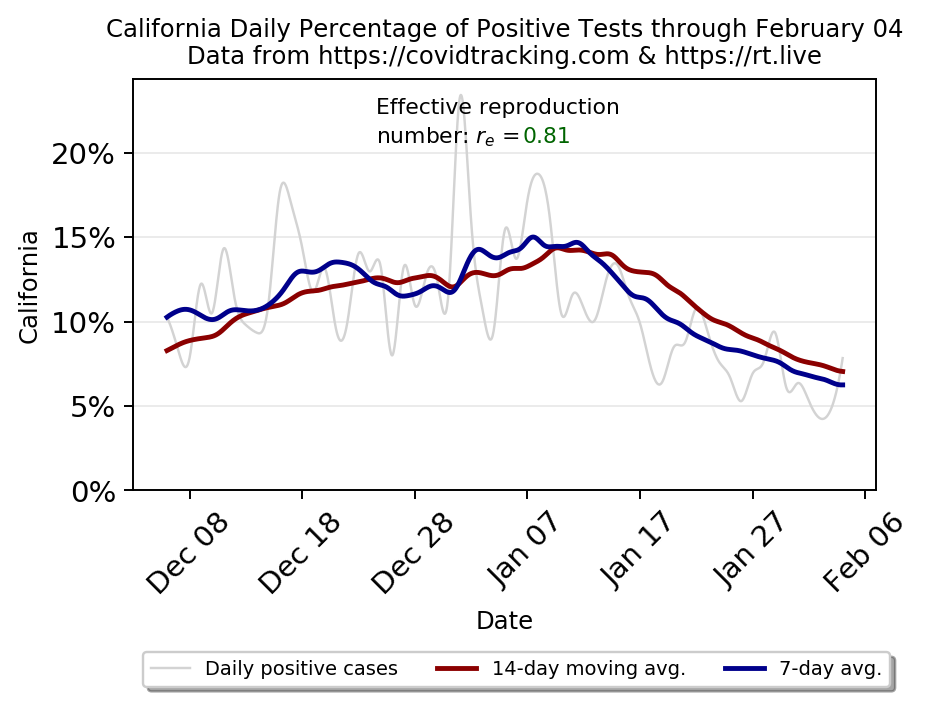 California Daily Percentage of Positive Tests through February 04
Data from https://covidtracking.com & https://rt.live
Effective reproduction
number: rₑ =0.81
20%
15%
10%
5%
0%
California
Dec 08
Dec 18
Dec 28
Jan 07
Jan 17
Jan 27
Feb 06
Date
Daily positive cases
14-day moving avg.
7-day avg.